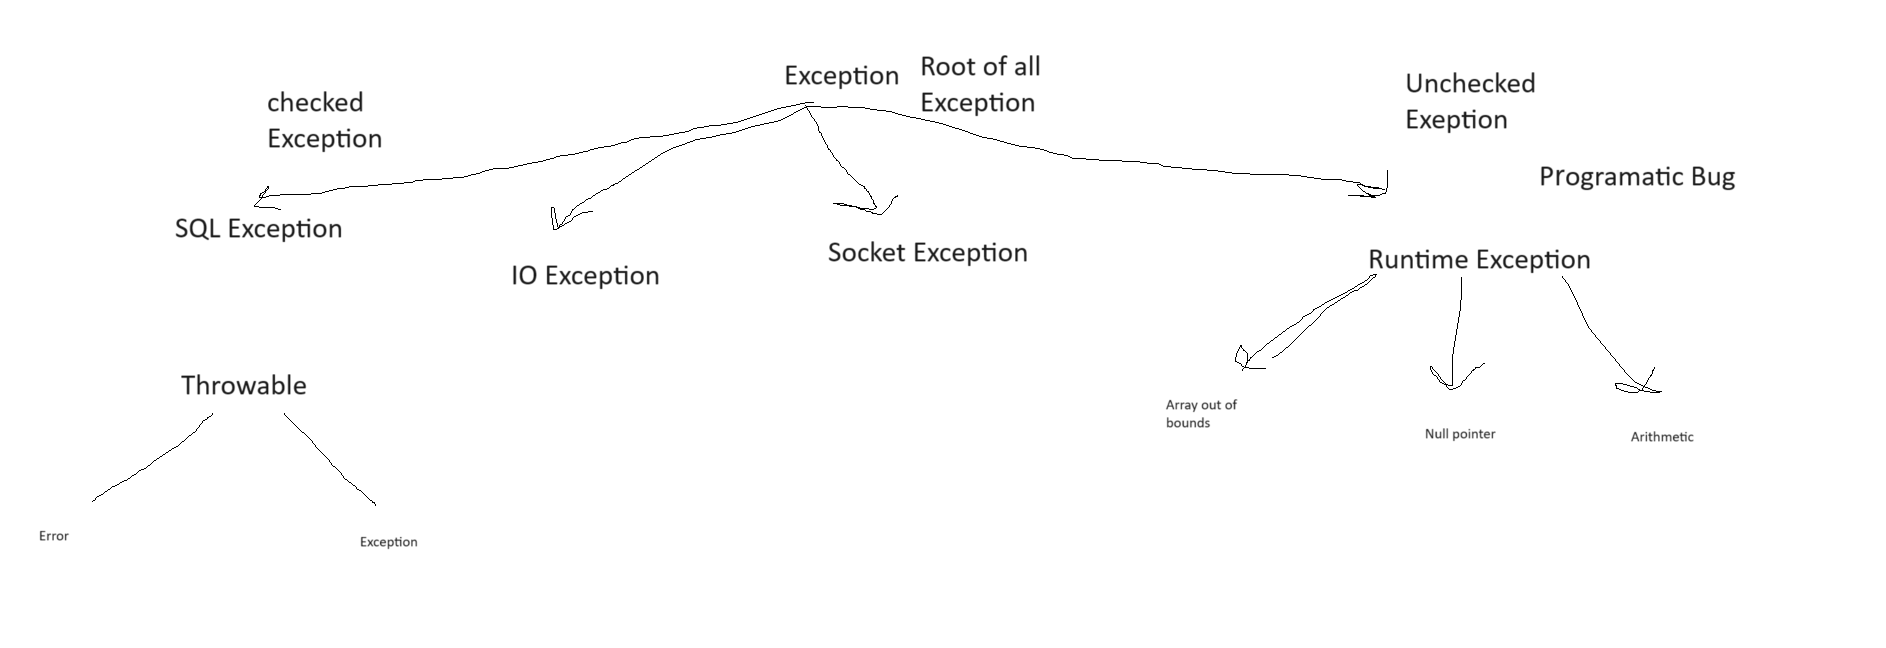 Exception
Root of all
Exception
checked
Exception
Unchecked
Exeption
Programatic Bug
SQL Exception
IO Exception
Socket Exception
Runtime Exception
Array out of
bounds
Null pointer
Arithmetic
Throwable
Error
Exception